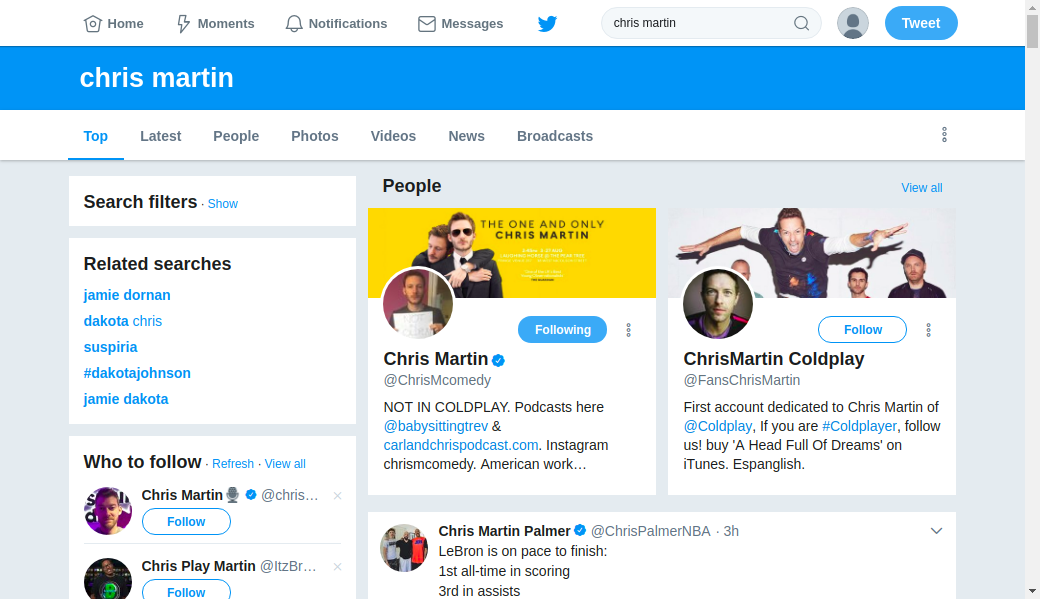 Home
Moments
Notifications
Messages
chris martin
Tweet
chris martin
Top
Latest
People
Photos
Videos
News
Broadcasts
Search filters · Show
Related searches
jamie dornan
dakota chris
suspiria
#dakotajohnson
jamie dakota
Who to follow · Refresh · View all
Chris Martin @chris…
Follow
Chris Play Martin @ItzBr…
Follow
People
View all
THE ONE AND ONLY
CHRIS MARTIN
Following
Chris Martin
@ChrisMcomedy
NOT IN COLDPLAY. Podcasts here
@babysittingtrev &
carlandchrispodcast.com. Instagram
chrismcomedy. American work…
Follow
ChrisMartin Coldplay
@FansChrisMartin
First account dedicated to Chris Martin of
@Coldplay, If you are #Coldplayer, follow
us! buy 'A Head Full Of Dreams' on
iTunes. Espanglish.
Chris Martin Palmer @ChrisPalmerNBA · 3h
LeBron is on pace to finish:
1st all-time in scoring
3rd in assists